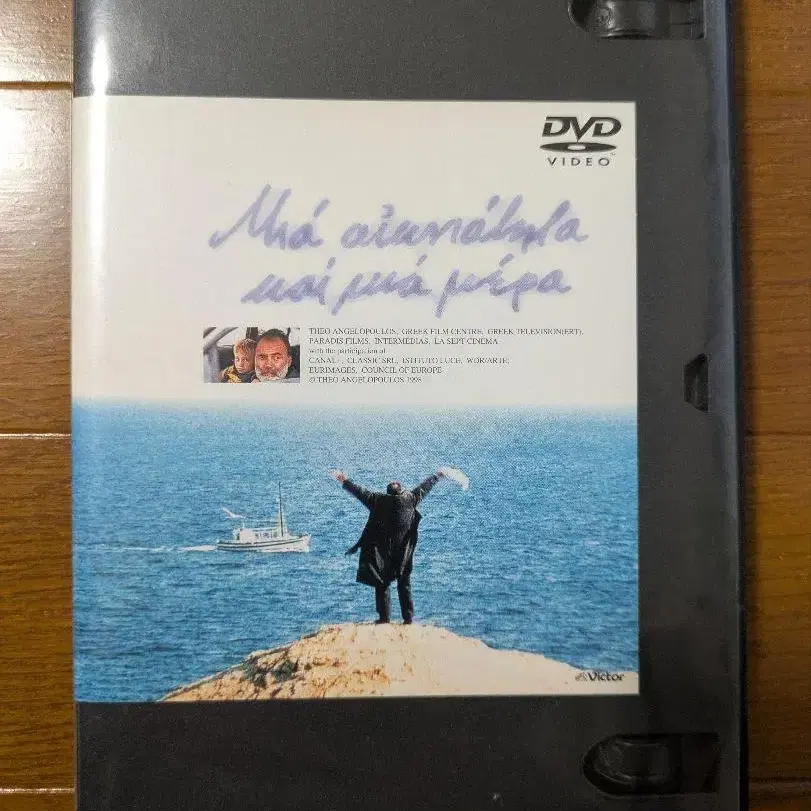 DVD
VIDEO
Μιά αἰωνιότητα
καί μιά μέρα
THEO ANGELOPOULOS, GREEK FILM CENTRE, GREEK TELEVISION(ERT),
PARADIS FILMS, INTERMEDIAS, LA SEPT CINEMA
with the participation of
CANAL+, CLASSIC SRL, ISTITUTO LUCE, WDR/ARTE,
EURIMAGES, COUNCIL OF EUROPE
© THEO ANGELOPOULOS 1998
Victor